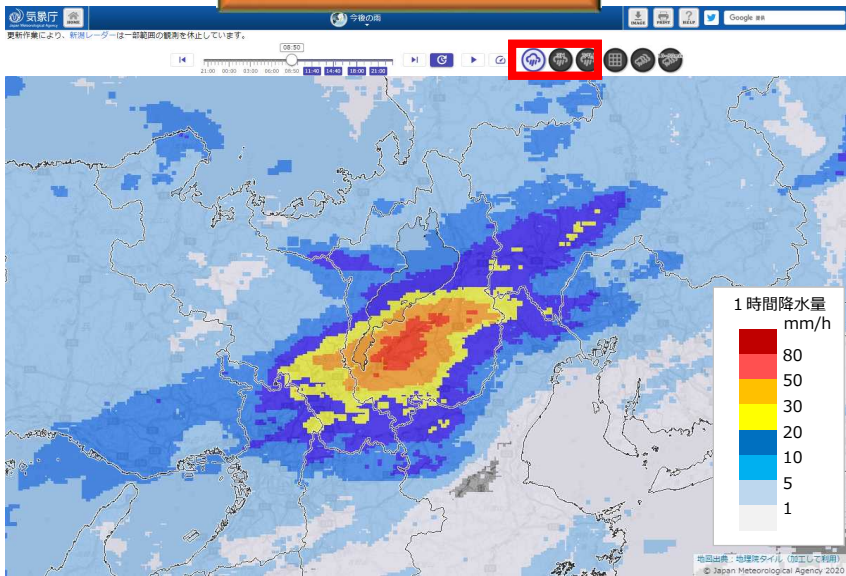 気象庁
Japan Meteorological Agency
HOME
今後の雨
IMAGE
PRINT
HELP
Google
更新作業により、新潟レーダーは一部範囲の観測を休止しています。
08:50
21:00 00:00 03:00 06:00 08:50 11:40 14:40 18:00 21:00
1時間降水量
mm/h
80
50
30
20
10
5
1
地図出典:地理院タイル(加工して利用)
© Japan Meteorological Agency 2020